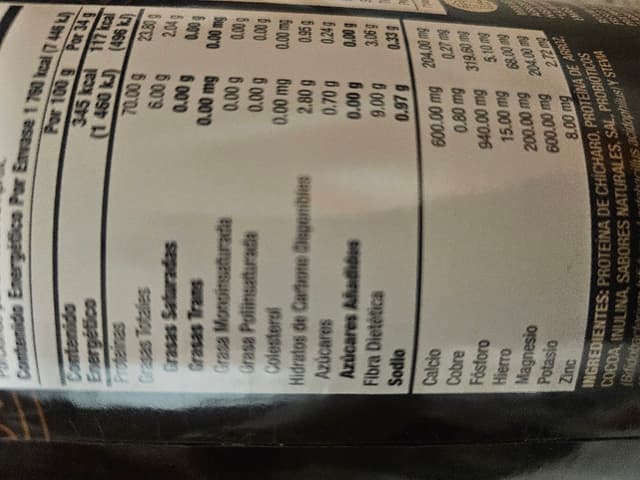 Contenido Energético Por Envase 1 760 kcal (7 448 kJ)
Por 100 g Por 34 g
Contenido 345 kcal 117 kcal
Energético (1 460 kJ) (496 kJ)
Proteínas 70.00 g 23.80 g
Grasas Totales 6.00 g 2.04 g
Grasas Saturadas 0.00 g 0.00 g
Grasas Trans 0.00 mg 0.00 mg
Grasa Monoinsaturada 0.00 g 0.00 g
Grasa Poliinsaturada 0.00 g 0.00 g
Colesterol 0.00 mg 0.00 mg
Hidratos de Carbono Disponibles 2.80 g 0.95 g
Azúcares 0.70 g 0.24 g
Azúcares Añadidos 0.00 g 0.00 g
Fibra Dietética 9.00 g 3.06 g
Sodio 0.97 g 0.33 g
Calcio 600.00 mg 204.00 mg
Cobre 0.80 mg 0.27 mg
Fósforo 940.00 mg 319.60 mg
Hierro 15.00 mg 5.10 mg
Magnesio 200.00 mg 68.00 mg
Potasio 600.00 mg 204.00 mg
Zinc 8.00 mg 2.72 mg
INGREDIENTES: PROTEÍNA DE CHÍCHARO, PROTEÍNA DE ARROZ,
COCOA, INULINA, SABORES NATURALES, SAL, PROBIÓTICOS
STEVIA